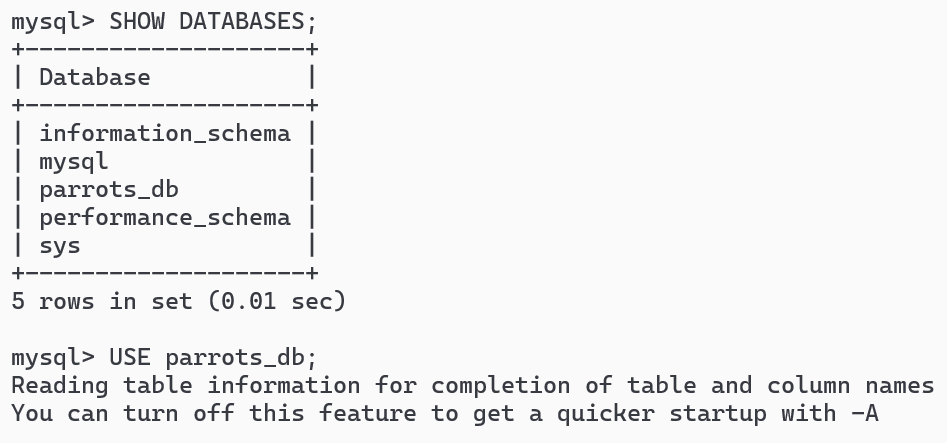 mysql> SHOW DATABASES;
+--------------------+
| Database           |
+--------------------+
| information_schema |
| mysql              |
| parrots_db         |
| performance_schema |
| sys                |
+--------------------+
5 rows in set (0.01 sec)

mysql> USE parrots_db;
Reading table information for completion of table and column names
You can turn off this feature to get a quicker startup with -A